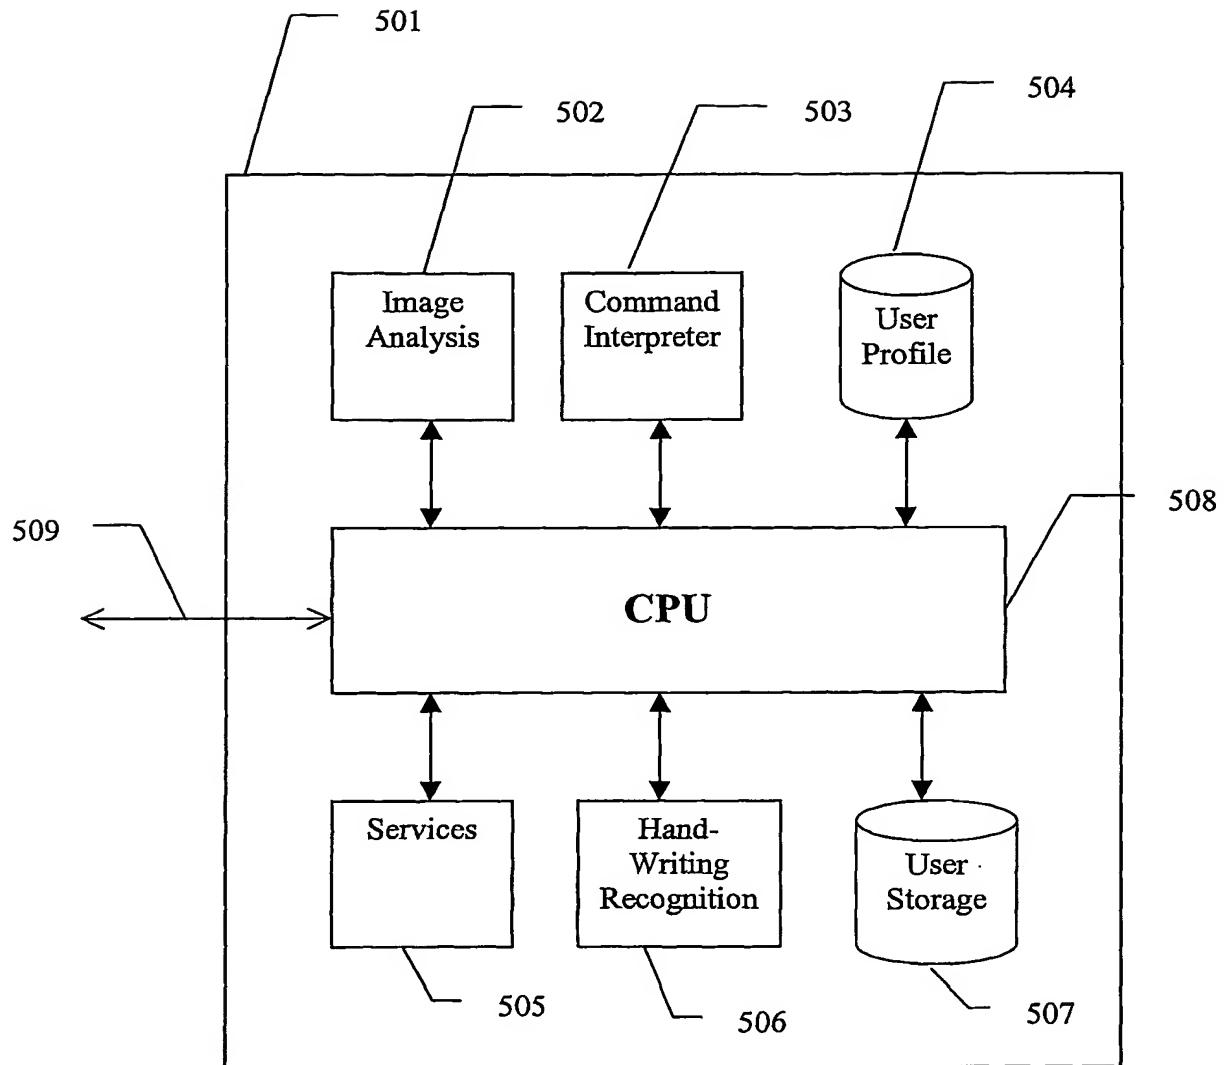 501
502
503
504
Image
Analysis
Command
Interpreter
User
Profile
508
509
CPU
Services
Hand-
Writing
Recognition
User
Storage
505
506
507